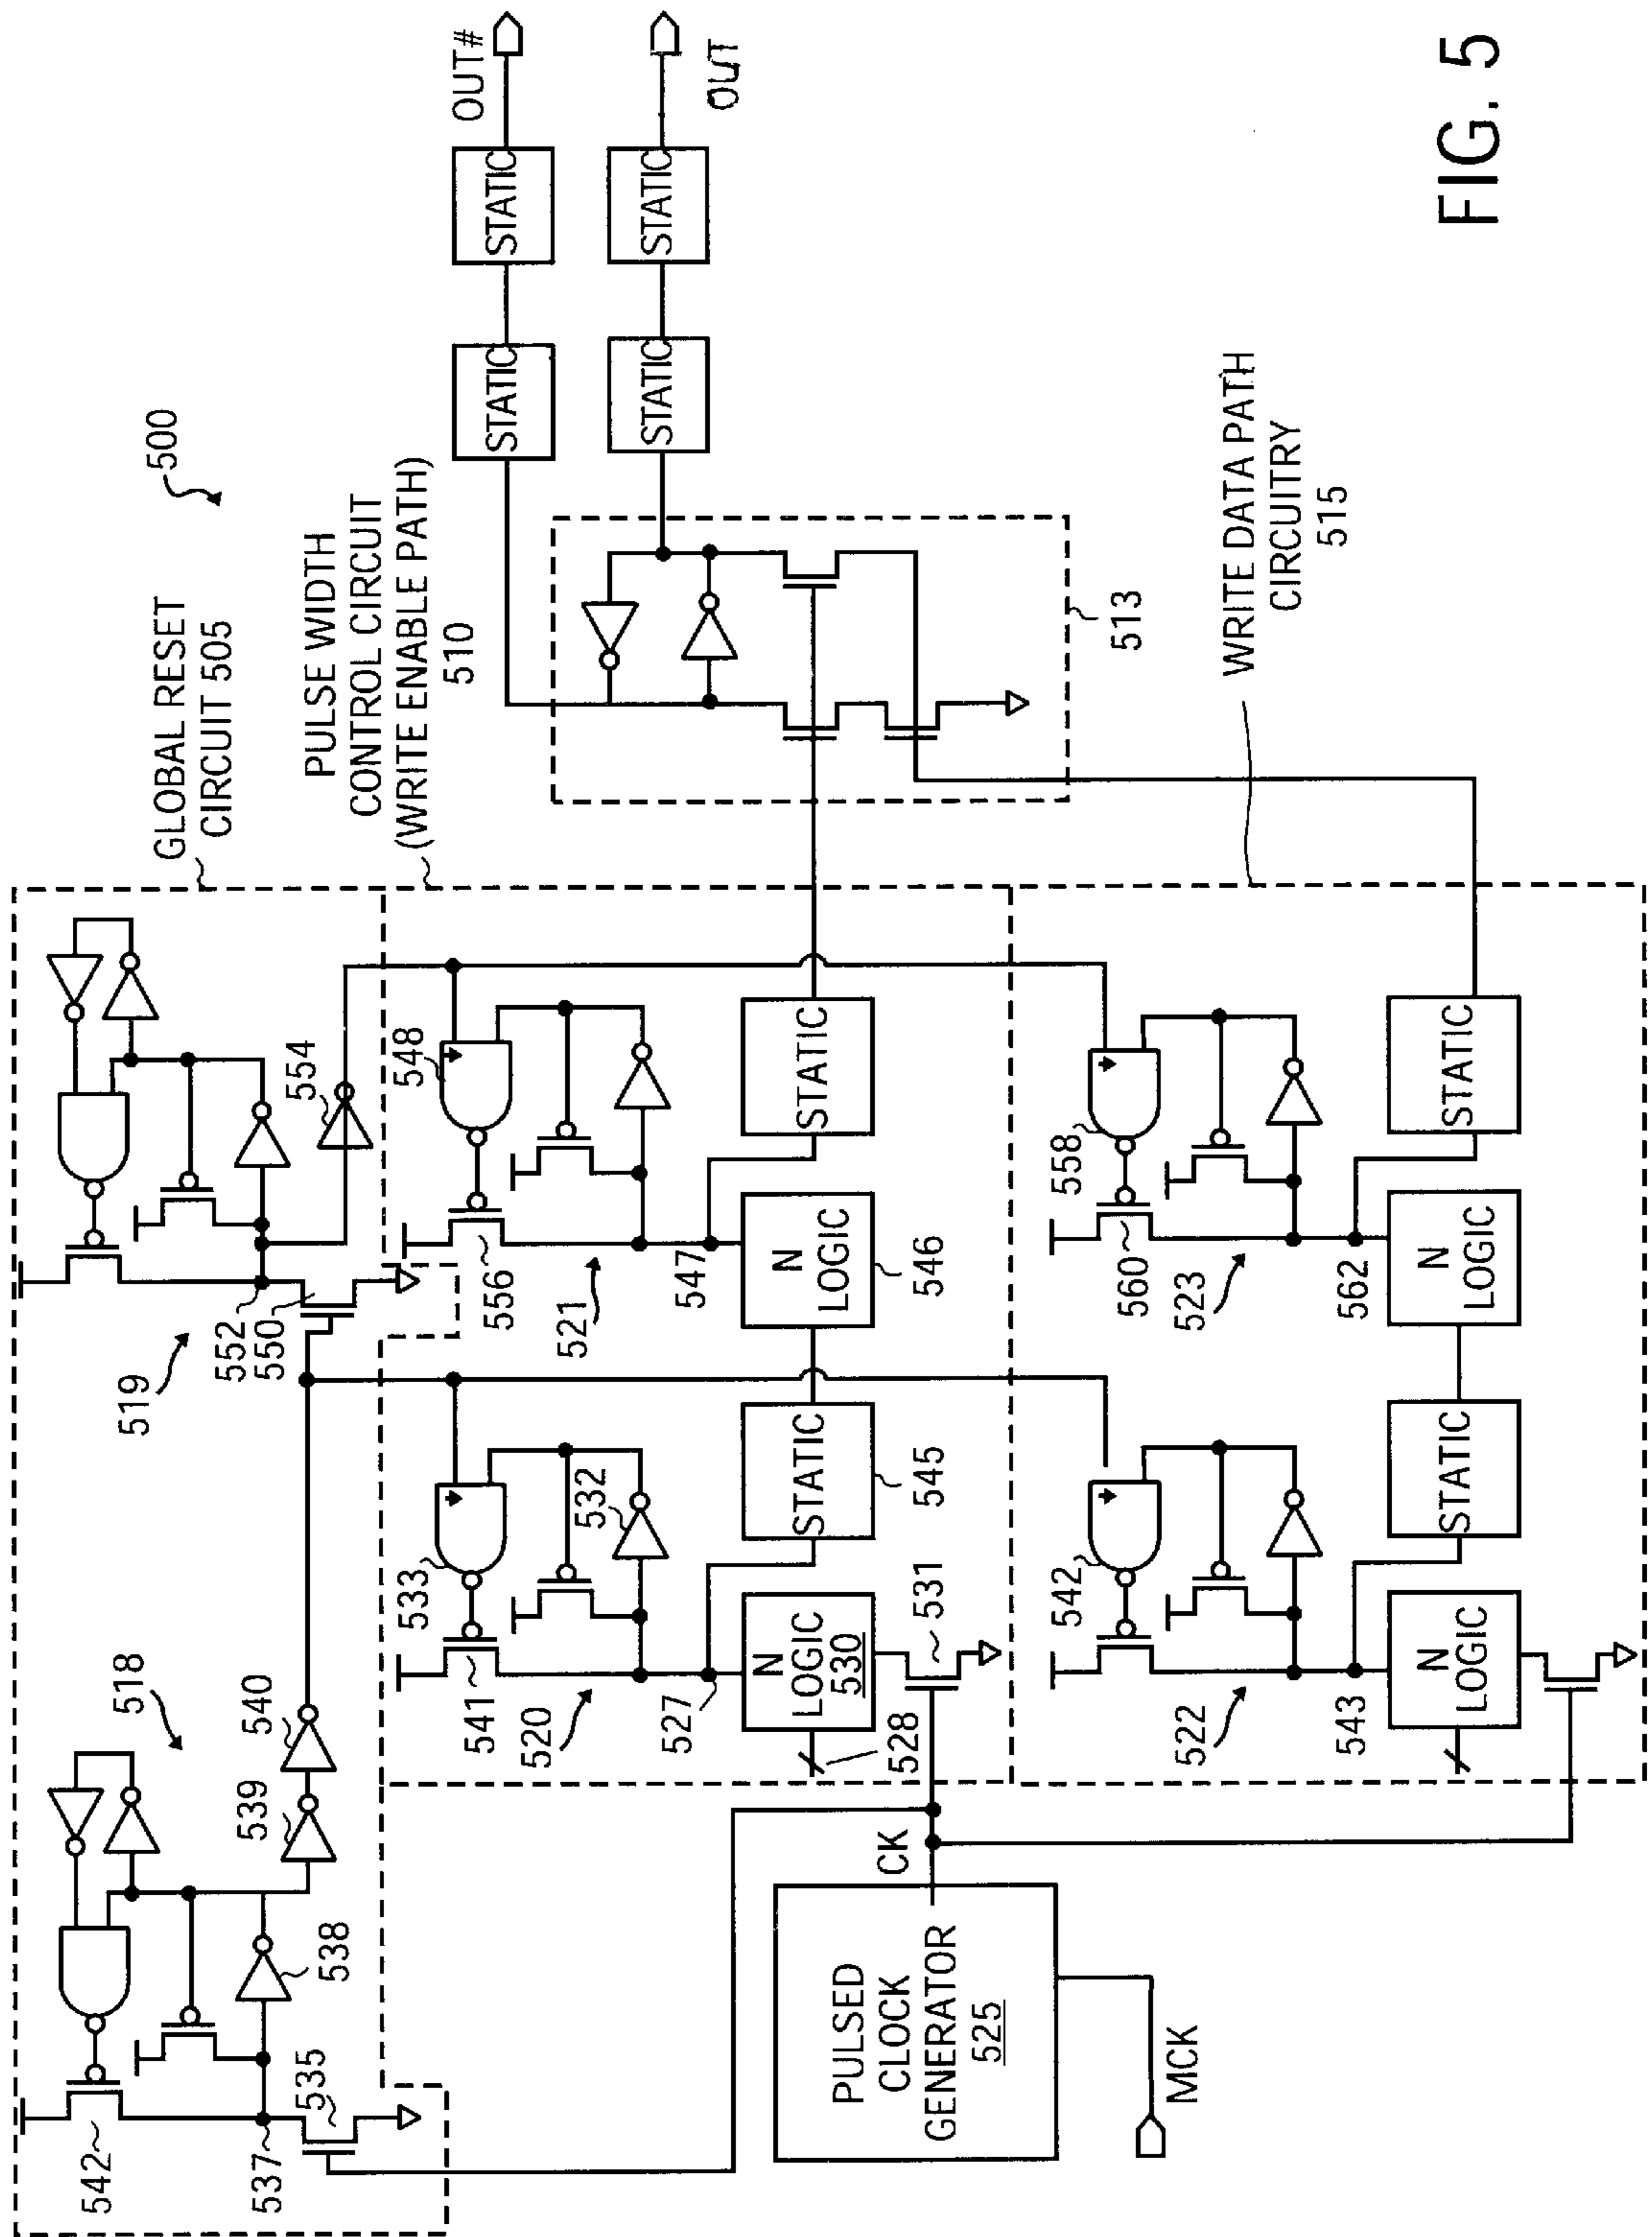 FIG. 5
500
GLOBAL RESET
CIRCUIT 505
PULSE WIDTH
CONTROL CIRCUIT
(WRITE ENABLE PATH)
510
WRITE DATA PATH
CIRCUITRY
515
513
OUT#
OUT
STATIC
STATIC
STATIC
STATIC
518
519
542
537
535
538
539
540
552
550
554
533
541
520
527
532
N
LOGIC
530
528
531
STATIC
545
548
556
521
547
N
LOGIC
546
STATIC
542
522
543
N
LOGIC
STATIC
558
560
523
562
N
LOGIC
STATIC
CK
PULSED
CLOCK
GENERATOR
525
MCK